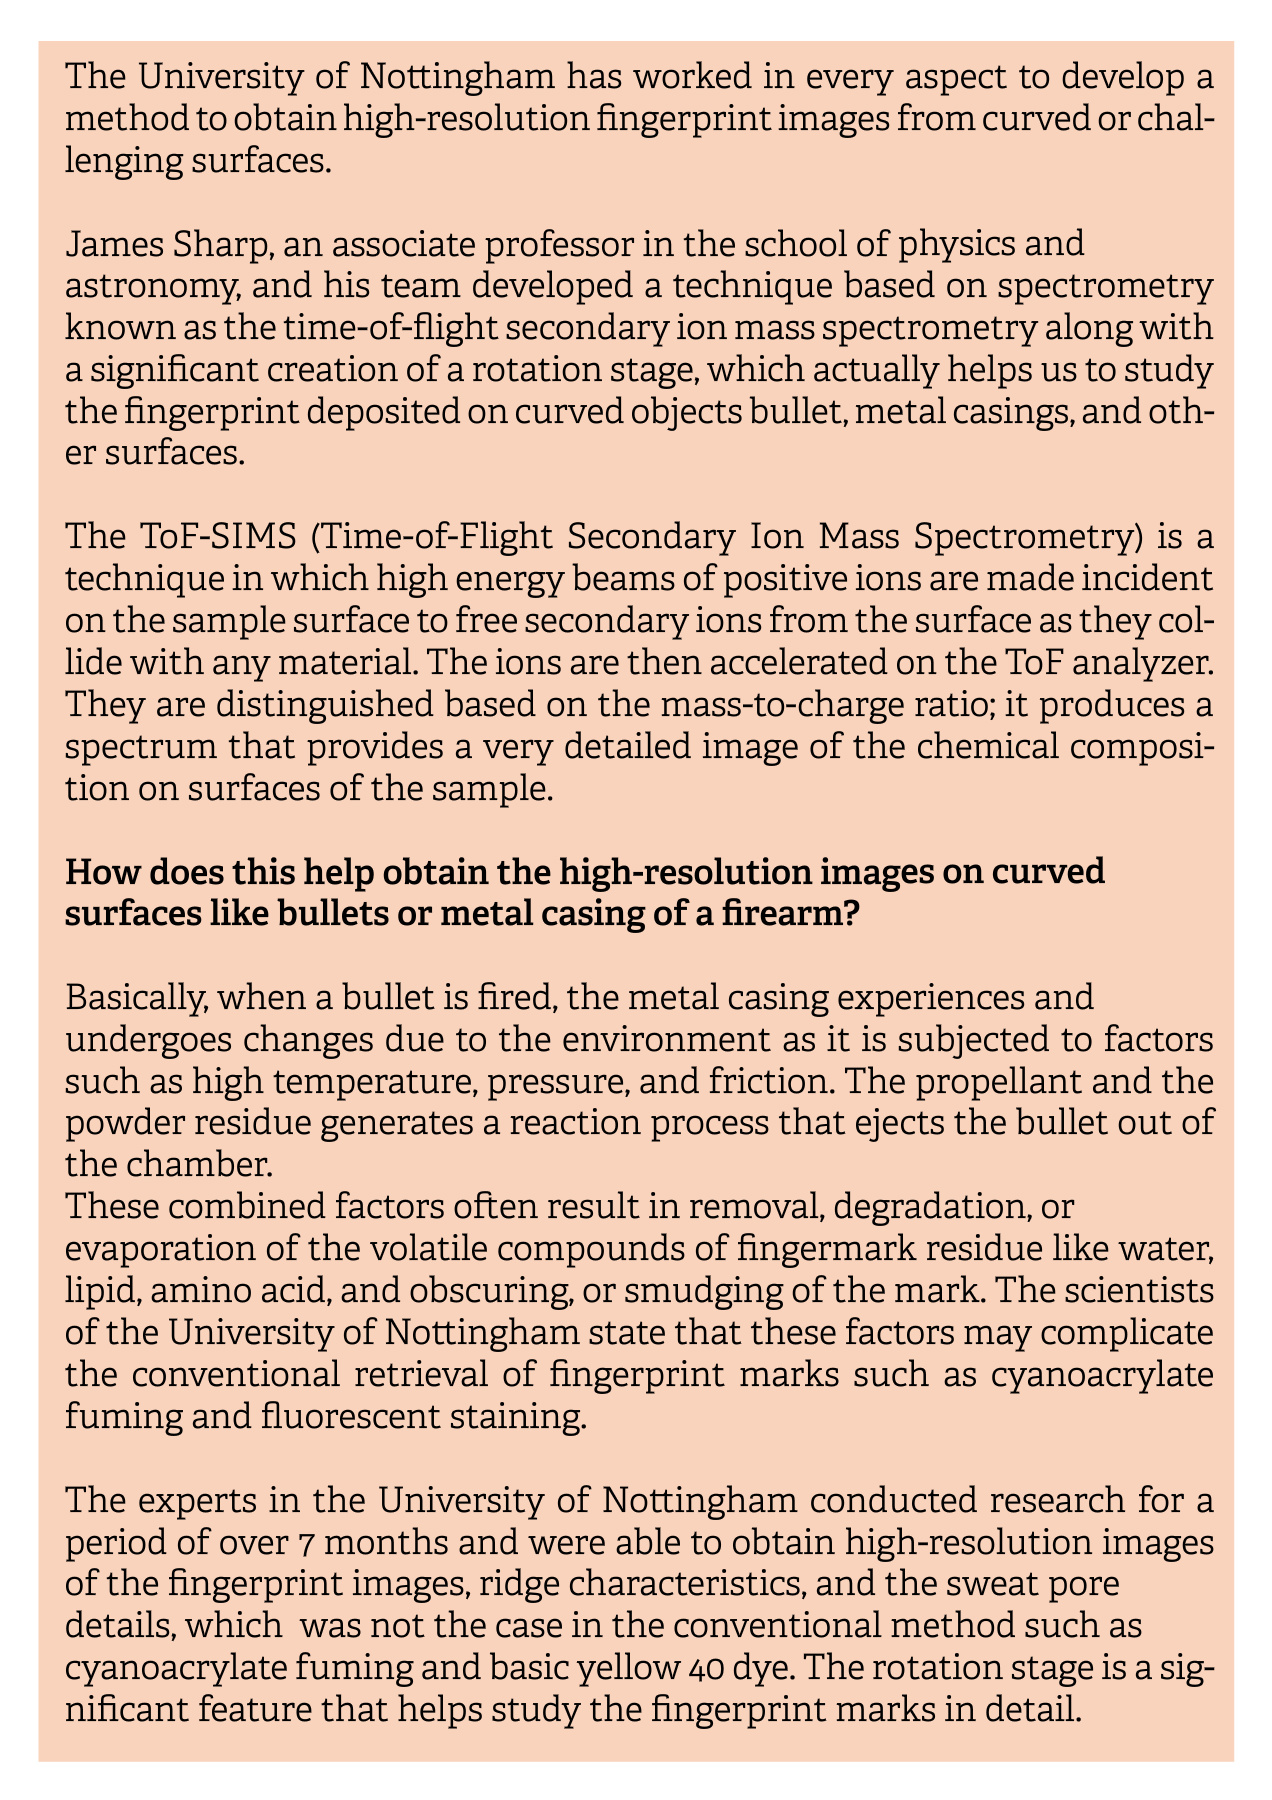 The University of Nottingham has worked in every aspect to develop a
method to obtain high-resolution fingerprint images from curved or chal-
lenging surfaces.
James Sharp, an associate professor in the school of physics and
astronomy, and his team developed a technique based on spectrometry
known as the time-of-flight secondary ion mass spectrometry along with
a significant creation of a rotation stage, which actually helps us to study
the fingerprint deposited on curved objects bullet, metal casings, and oth-
er surfaces.
The ToF-SIMS (Time-of-Flight Secondary Ion Mass Spectrometry) is a
technique in which high energy beams of positive ions are made incident
on the sample surface to free secondary ions from the surface as they col-
lide with any material. The ions are then accelerated on the ToF analyzer.
They are distinguished based on the mass-to-charge ratio; it produces a
spectrum that provides a very detailed image of the chemical composi-
tion on surfaces of the sample.
How does this help obtain the high-resolution images on curved
surfaces like bullets or metal casing of a firearm?
Basically, when a bullet is fired, the metal casing experiences and
undergoes changes due to the environment as it is subjected to factors
such as high temperature, pressure, and friction. The propellant and the
powder residue generates a reaction process that ejects the bullet out of
the chamber.
These combined factors often result in removal, degradation, or
evaporation of the volatile compounds of fingermark residue like water,
lipid, amino acid, and obscuring, or smudging of the mark. The scientists
of the University of Nottingham state that these factors may complicate
the conventional retrieval of fingerprint marks such as cyanoacrylate
fuming and fluorescent staining.
The experts in the University of Nottingham conducted research for a
period of over 7 months and were able to obtain high-resolution images
of the fingerprint images, ridge characteristics, and the sweat pore
details, which was not the case in the conventional method such as
cyanoacrylate fuming and basic yellow 40 dye. The rotation stage is a sig-
nificant feature that helps study the fingerprint marks in detail.